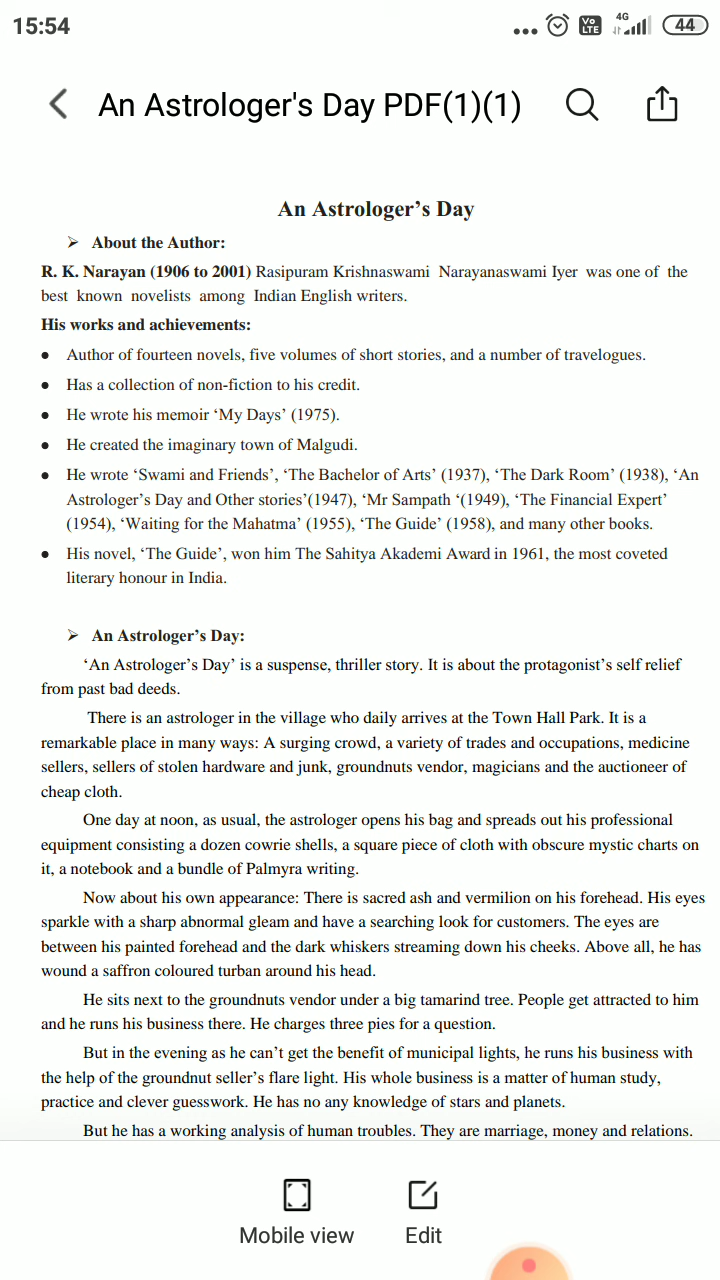 15:54
Vo LTE 4G 44
An Astrologer's Day PDF(1)(1)
An Astrologer's Day
➢ About the Author:
R. K. Narayan (1906 to 2001) Rasipuram Krishnaswami Narayanaswami Iyer was one of the
best known novelists among Indian English writers.
His works and achievements:
● Author of fourteen novels, five volumes of short stories, and a number of travelogues.
● Has a collection of non-fiction to his credit.
● He wrote his memoir ‘My Days’ (1975).
● He created the imaginary town of Malgudi.
● He wrote ‘Swami and Friends’, ‘The Bachelor of Arts’ (1937), ‘The Dark Room’ (1938), ‘An
Astrologer’s Day and Other stories’(1947), ‘Mr Sampath ‘(1949), ‘The Financial Expert’
(1954), ‘Waiting for the Mahatma’ (1955), ‘The Guide’ (1958), and many other books.
● His novel, ‘The Guide’, won him The Sahitya Akademi Award in 1961, the most coveted
literary honour in India.
➢ An Astrologer’s Day:
‘An Astrologer’s Day’ is a suspense, thriller story. It is about the protagonist’s self relief
from past bad deeds.
There is an astrologer in the village who daily arrives at the Town Hall Park. It is a
remarkable place in many ways: A surging crowd, a variety of trades and occupations, medicine
sellers, sellers of stolen hardware and junk, groundnuts vendor, magicians and the auctioneer of
cheap cloth.
One day at noon, as usual, the astrologer opens his bag and spreads out his professional
equipment consisting a dozen cowrie shells, a square piece of cloth with obscure mystic charts on
it, a notebook and a bundle of Palmyra writing.
Now about his own appearance: There is sacred ash and vermilion on his forehead. His eyes
sparkle with a sharp abnormal gleam and have a searching look for customers. The eyes are
between his painted forehead and the dark whiskers streaming down his cheeks. Above all, he has
wound a saffron coloured turban around his head.
He sits next to the groundnuts vendor under a big tamarind tree. People get attracted to him
and he runs his business there. He charges three pies for a question.
But in the evening as he can’t get the benefit of municipal lights, he runs his business with
the help of the groundnut seller’s flare light. His whole business is a matter of human study,
practice and clever guesswork. He has no any knowledge of stars and planets.
But he has a working analysis of human troubles. They are marriage, money and relations.
Mobile view
Edit